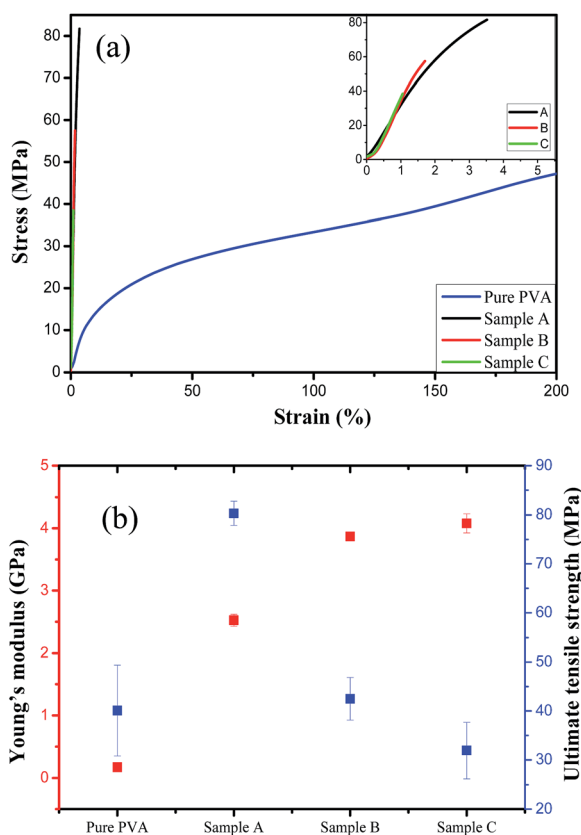 (a)
Stress (MPa)
80
70
60
50
40
30
20
10
0
0 50 100 150 200
Strain (%)
80
60
40
20
0
0 1 2 3 4 5
A
B
C
Pure PVA
Sample A
Sample B
Sample C
(b)
Young's modulus (GPa)
5
4
3
2
1
0
Ultimate tensile strength (MPa)
90
80
70
60
50
40
30
20
Pure PVA Sample A Sample B Sample C